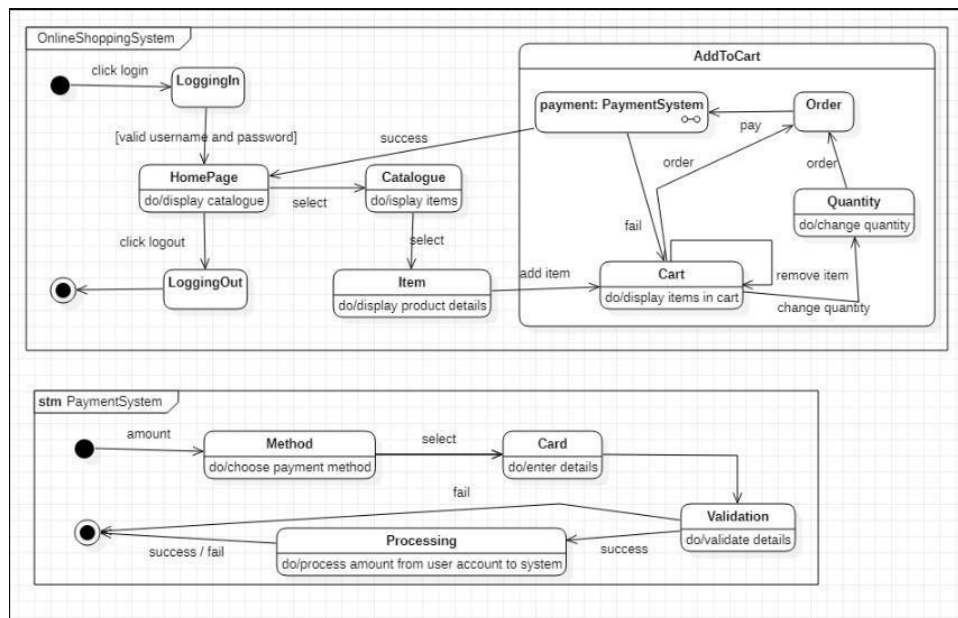 OnlineShoppingSystem
click login
LoggingIn
[valid username and password]
HomePage
do/display catalogue
click logout
LoggingOut
select
Catalogue
do/isplay items
select
Item
do/display product details
add item
success
AddToCart
payment: PaymentSystem
pay
Order
order
order
Quantity
do/change quantity
fail
Cart
do/display items in cart
remove item
change quantity
stm PaymentSystem
amount
Method
do/choose payment method
select
Card
do/enter details
fail
Validation
do/validate details
success
Processing
do/process amount from user account to system
success / fail